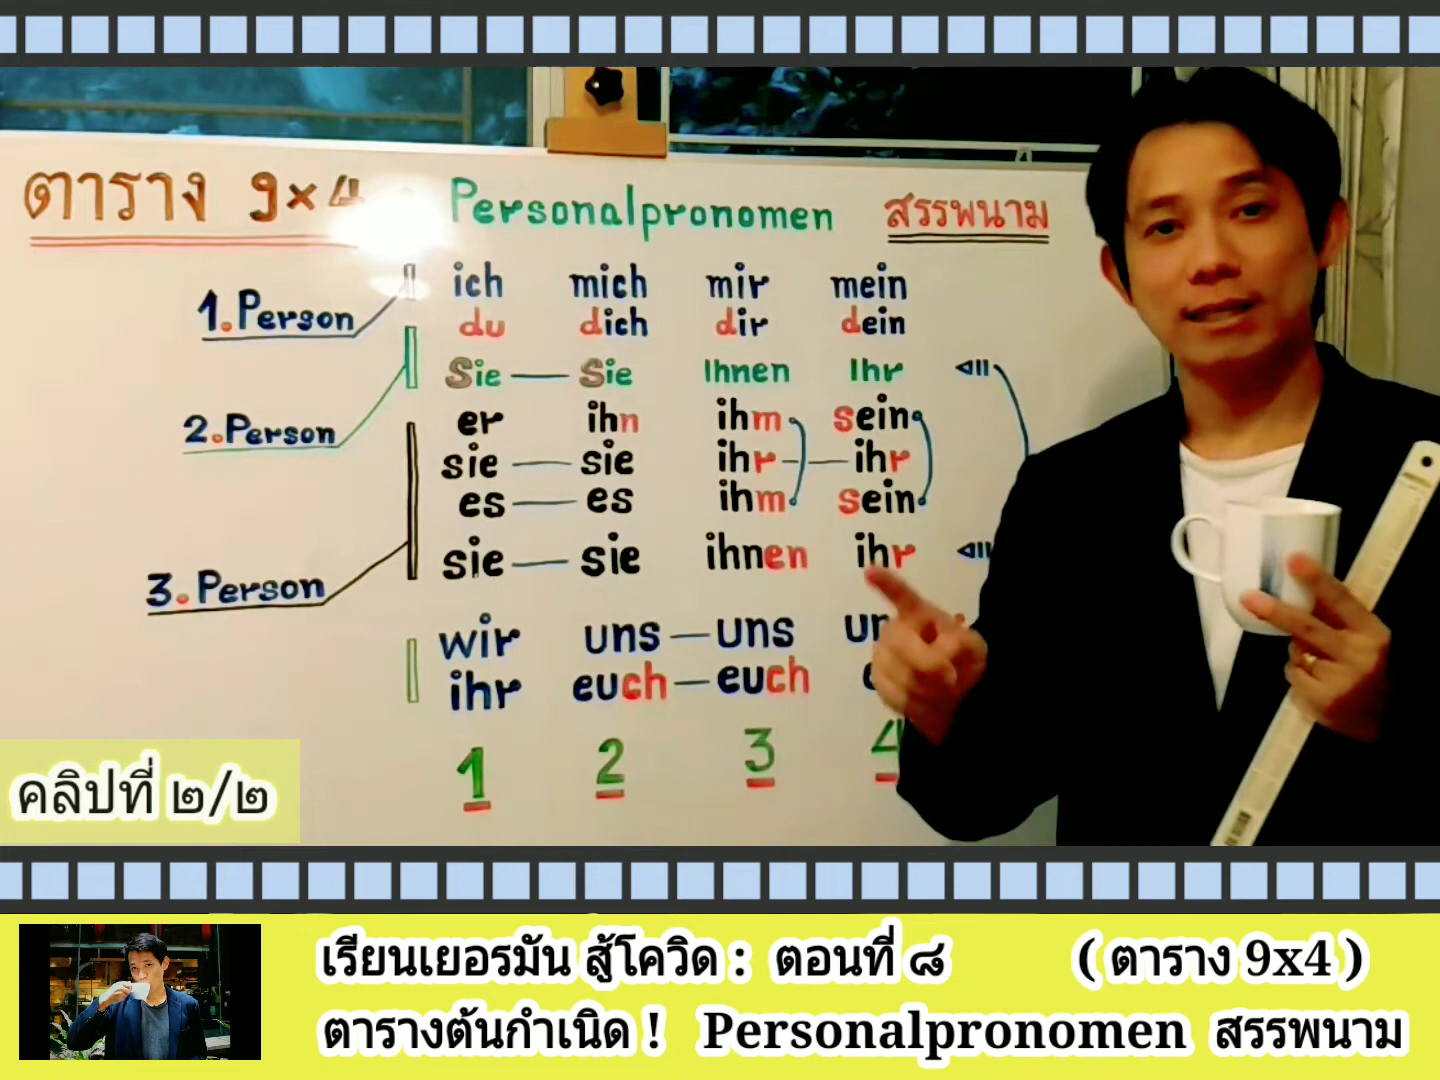 ตาราง 9x4
Personalpronomen
สรรพนาม
1.Person
2.Person
3.Person
ich mich mir mein
du dich dir dein
Sie — Sie Ihnen Ihr
er ihn ihm sein
sie — sie ihr — ihr
es — es ihm sein
sie — sie ihnen ihr
wir uns — uns
ihr euch — euch
1 2 3 4
คลิปที่ ๒/๒
เรียนเยอรมัน สู้โควิด : ตอนที่ ๘ ( ตาราง 9x4 )
ตารางต้นกำเนิด ! Personalpronomen สรรพนาม